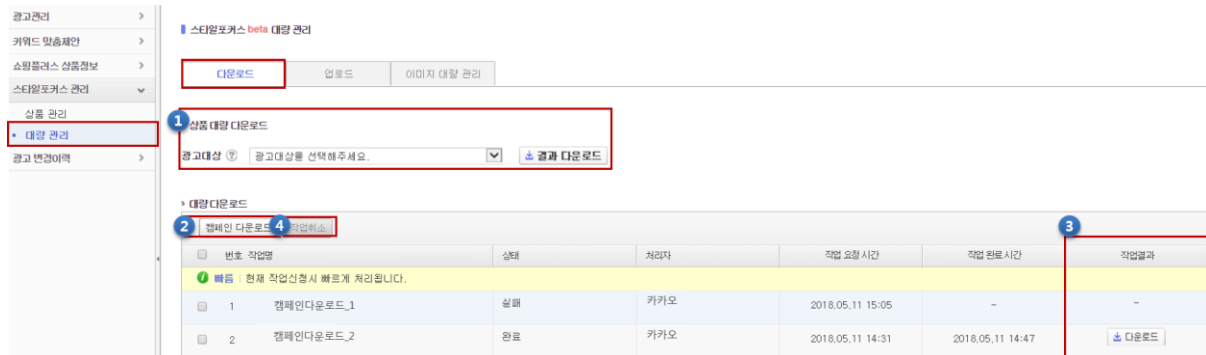 광고관리
키워드 맞춤제안
쇼핑플러스 상품정보
스타일포커스 관리
상품 관리
대량 관리
광고 변경이력
스타일포커스 beta 대량 관리
다운로드 업로드 이미지 대량 관리
1 상품 대량 다운로드
광고대상 ? 광고대상을 선택해주세요. 결과 다운로드
대량 다운로드
2 캠페인 다운로드 4 작업취소 3
번호 작업명 상태 처리자 작업 요청 시간 작업 완료 시간 작업결과
빠름 | 현재 작업신청시 빠르게 처리됩니다.
1 캠페인다운로드_1 실패 카카오 2018.05.11 15:05 - -
2 캠페인다운로드_2 완료 카카오 2018.05.11 14:31 2018.05.11 14:47 다운로드